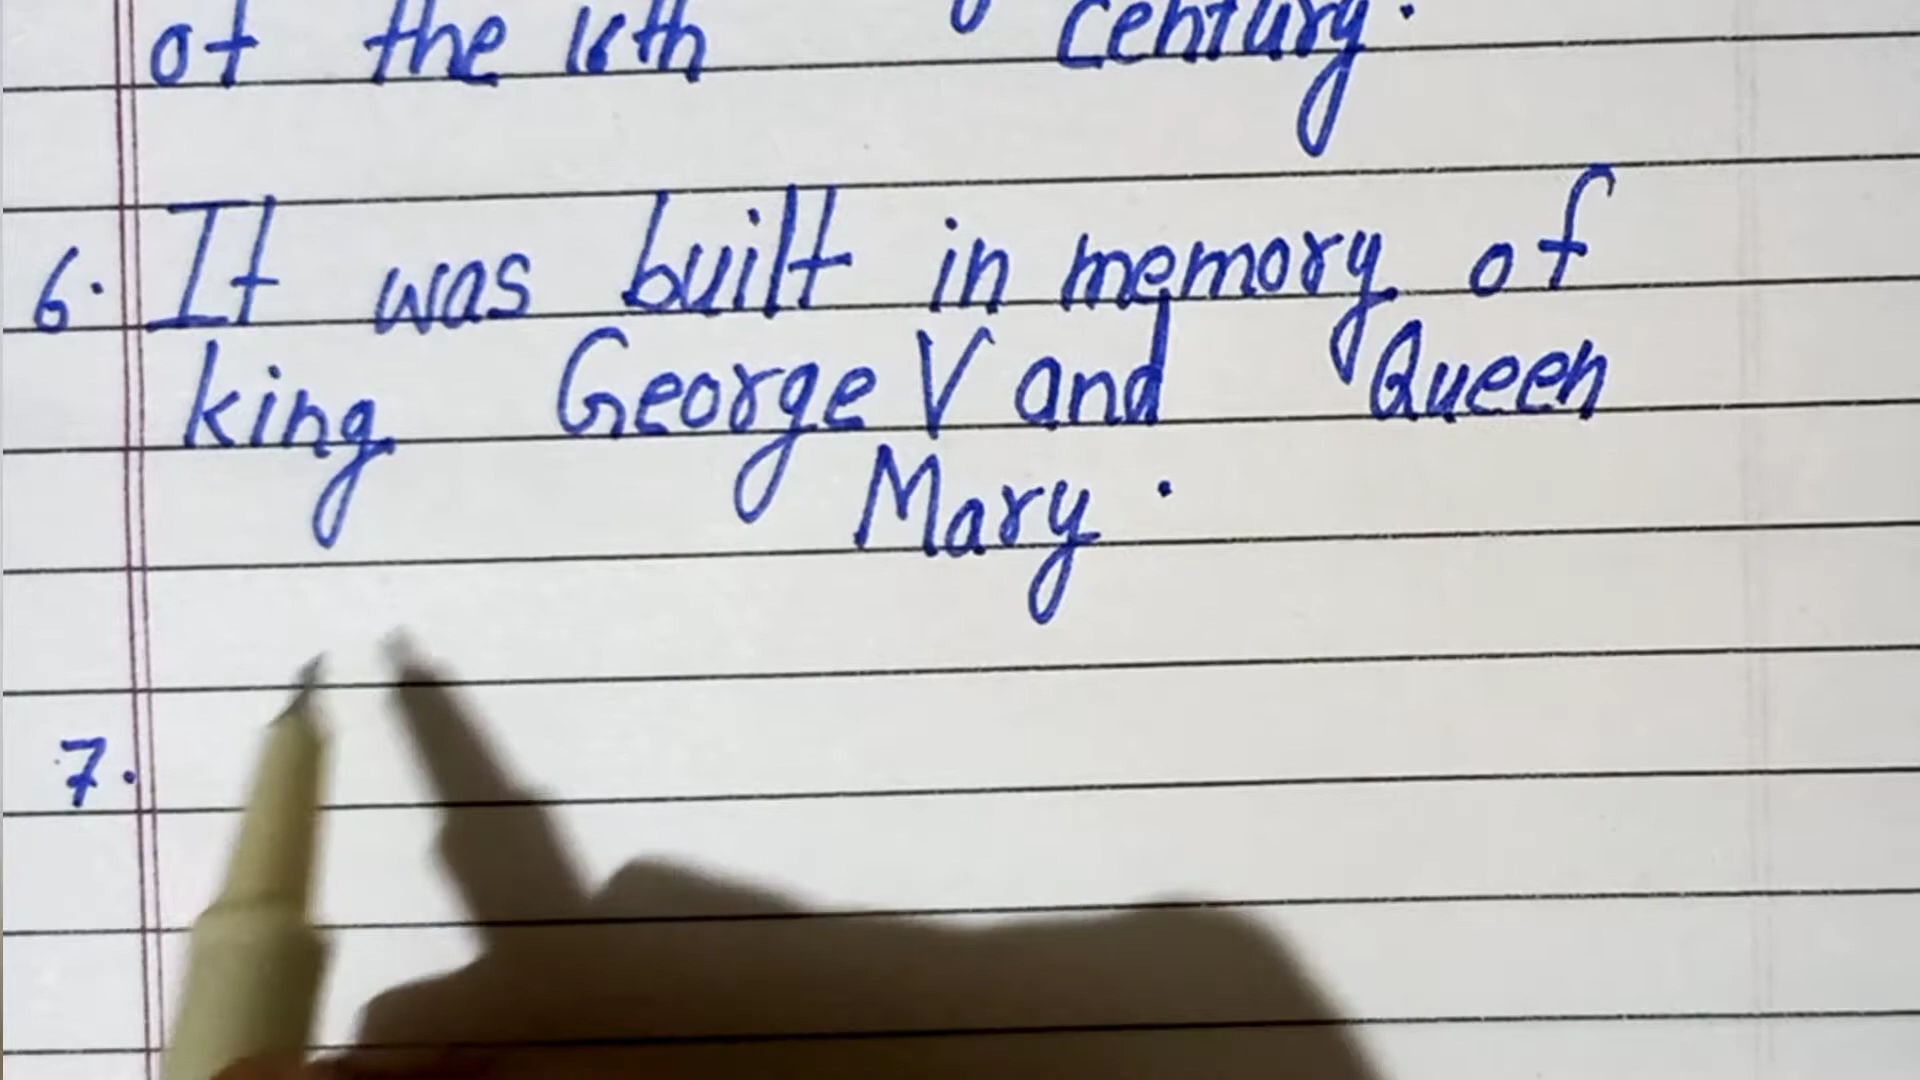 of the 16th century.
6. It was built in memory of
king George V and Queen
Mary.
7.